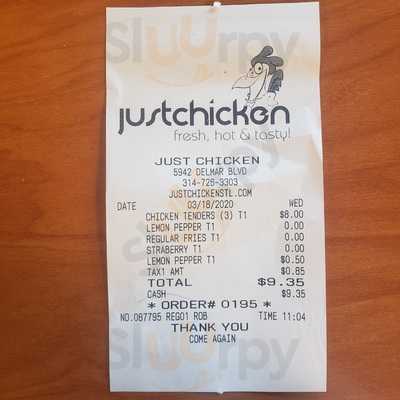 Sluurpy
justchicken
fresh, hot & tasty!
JUST CHICKEN
5942 DELMAR BLVD
314-725-3303
JUSTCHICKENSTL.COM
DATE 03/18/2020 WED
CHICKEN TENDERS (3) T1 $8.00
LEMON PEPPER T1 0.00
REGULAR FRIES T1 0.00
STRABERRY T1 0.00
LEMON PEPPER T1 $0.50
TAX1 AMT $0.85
TOTAL $9.35
CASH $9.35
* ORDER# 0195 *
NO.087795 REG01 ROB TIME 11:04
THANK YOU
COME AGAIN
Sluurpy